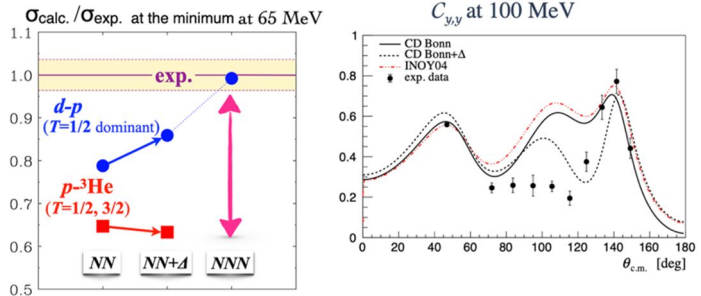 σcalc. /σexp. at the minimum at 65 MeV
1.1
1.0
0.9
0.8
0.7
0.6
0.5
exp.
d-p
(T=1/2 dominant)
p-³He
(T=1/2, 3/2)
NN
NN+Δ
NNN
Cy,y at 100 MeV
CD Bonn
CD Bonn+Δ
INOY04
exp. data
1
0.8
0.6
0.4
0.2
0
0 20 40 60 80 100 120 140 160 180
θc.m. [deg]